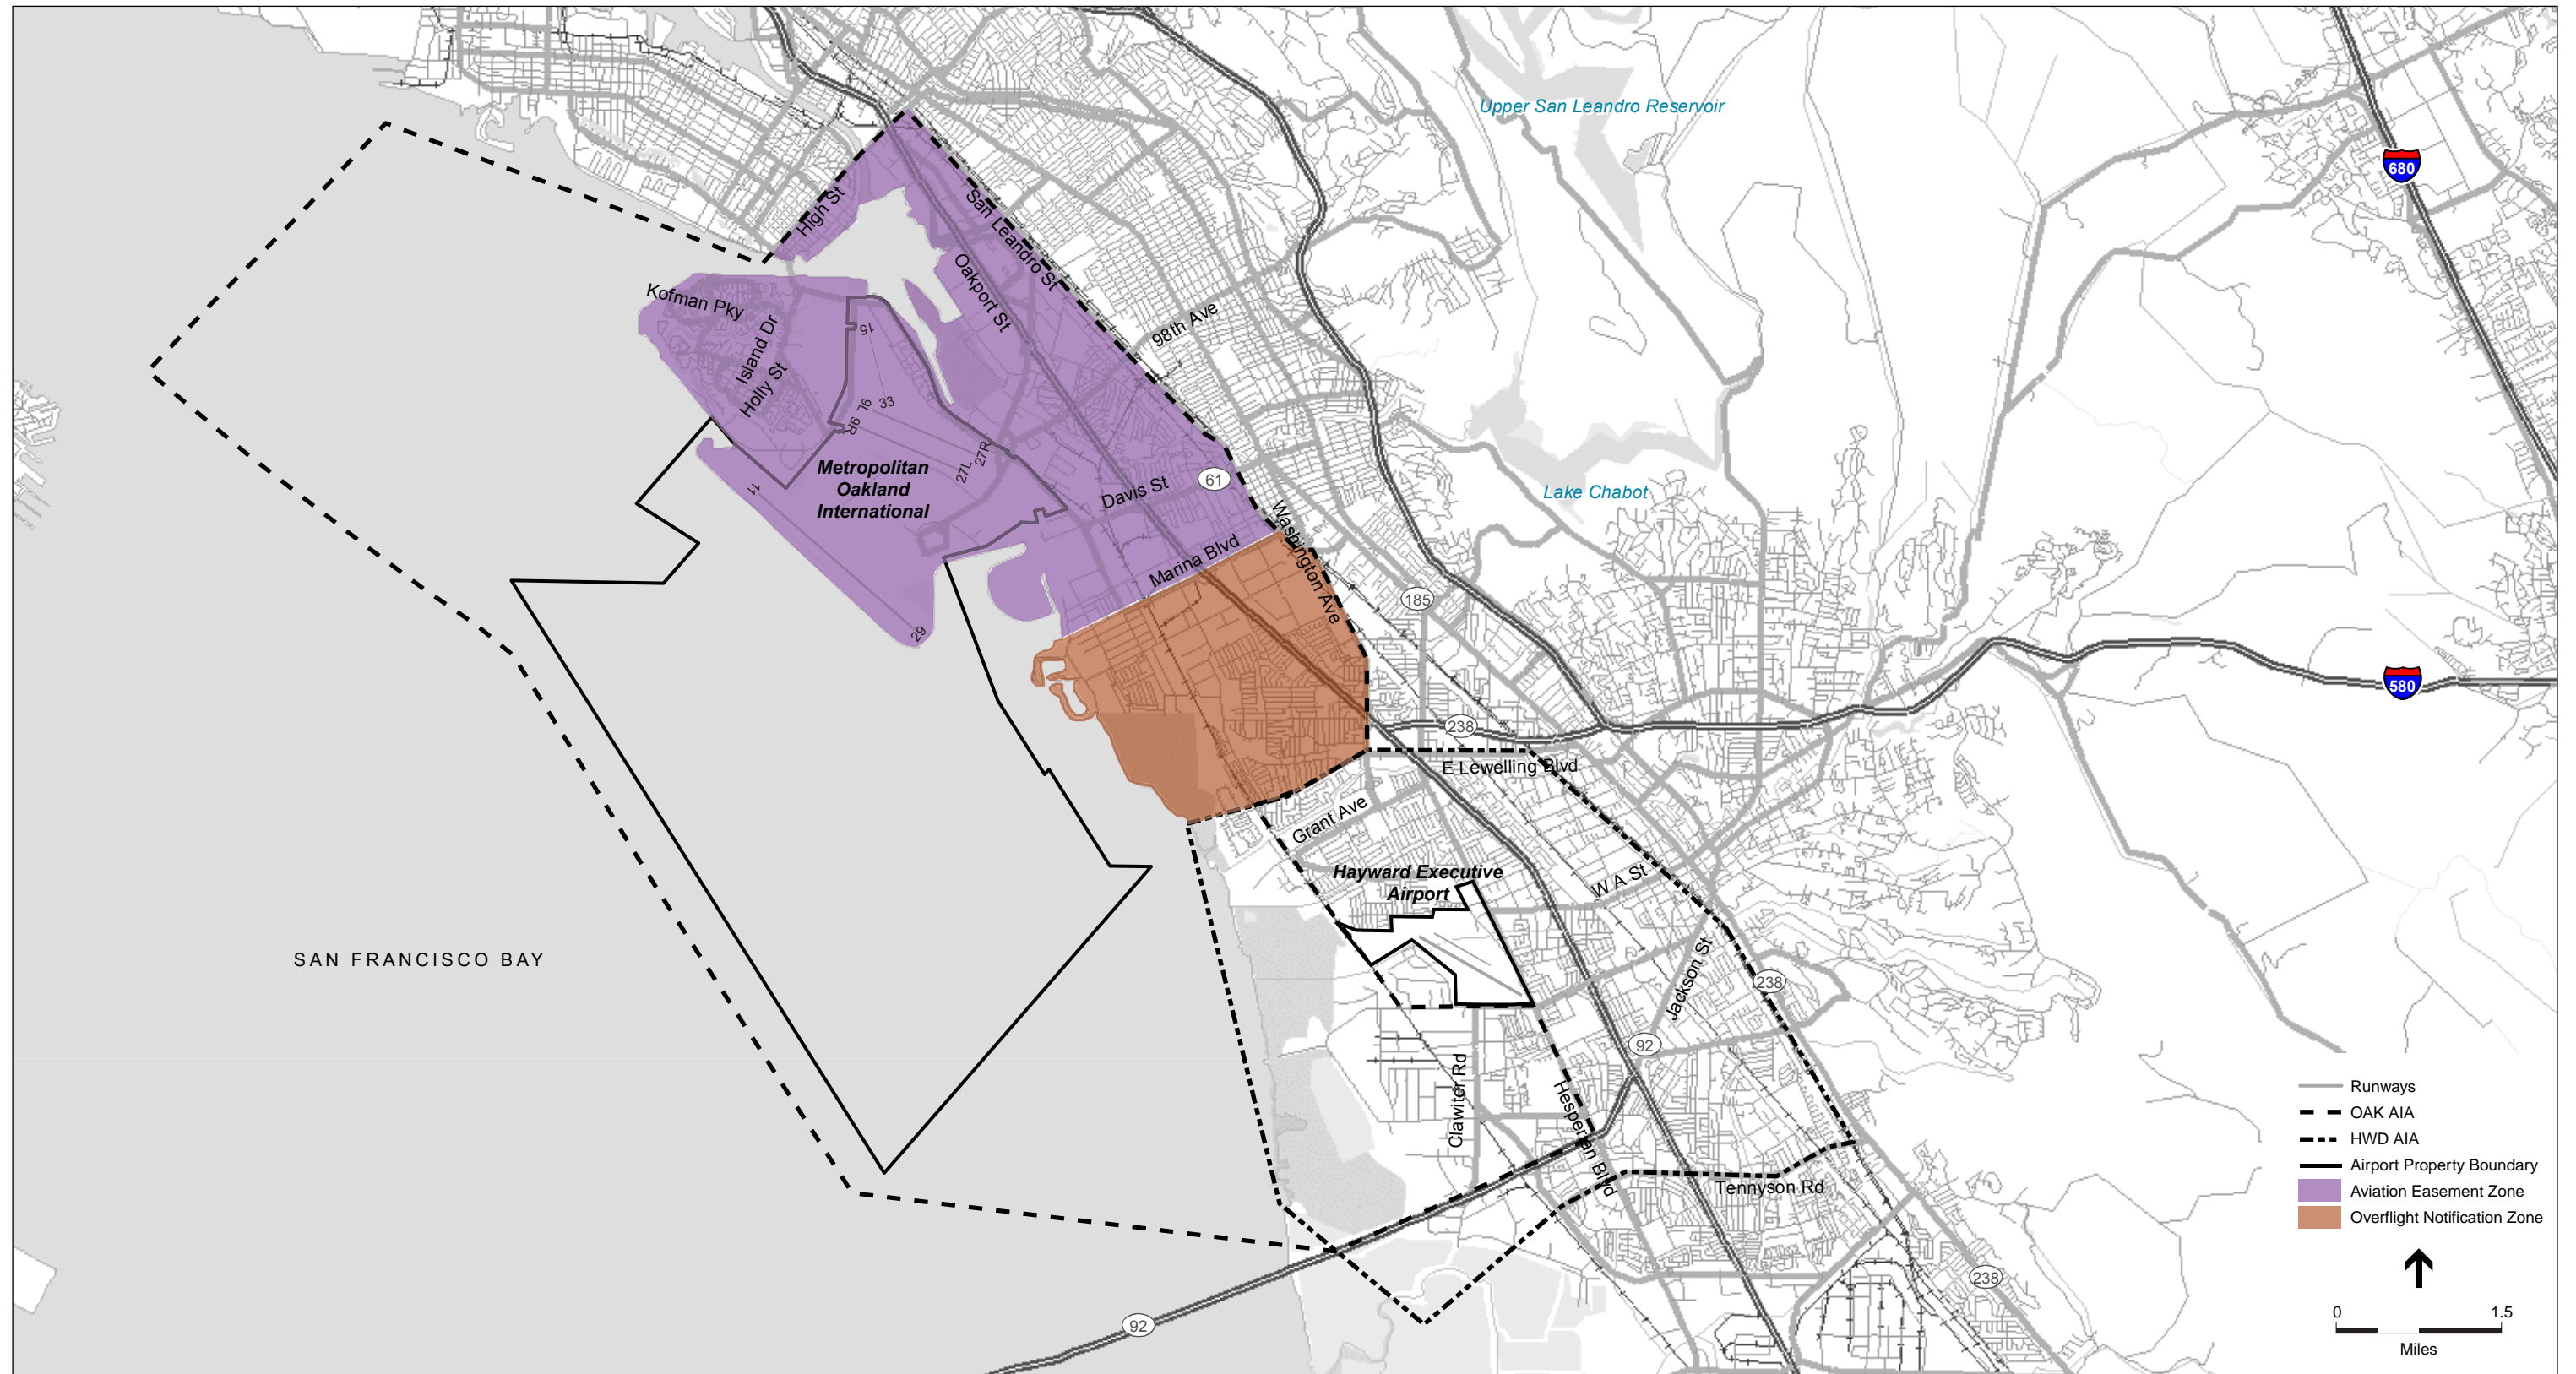 Upper San Leandro Reservoir
680
High St
San Leandro St
Oakport St
Kofman Pky
Island Dr
Holly St
98th Ave
15
33
9L
9R
27R
27L
11
29
Metropolitan
Oakland
International
Davis St
61
Lake Chabot
Washington Ave
Marina Blvd
185
580
238
E Lewelling Blvd
Grant Ave
Hayward Executive
Airport
W A St
SAN FRANCISCO BAY
Jackson St
238
92
Clawiter Rd
Hesperian Blvd
Tennyson Rd
238
92
Runways
OAK AIA
HWD AIA
Airport Property Boundary
Aviation Easement Zone
Overflight Notification Zone
0 1.5
Miles